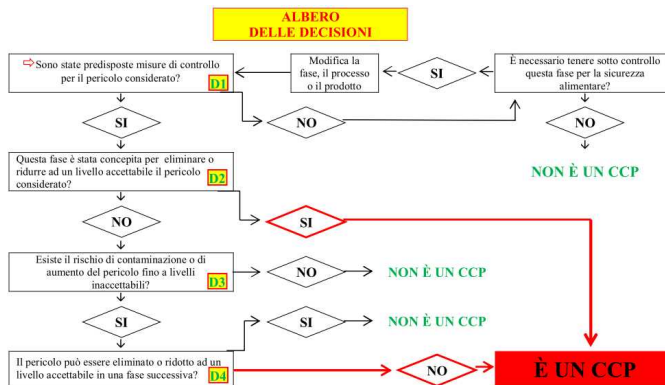 ALBERO
DELLE DECISIONI
Sono state predisposte misure di controllo
per il pericolo considerato?
D1
Modifica la
fase, il processo
o il prodotto
SI
È necessario tenere sotto controllo
questa fase per la sicurezza
alimentare?
SI
NO
NO
NON È UN CCP
Questa fase è stata concepita per eliminare o
ridurre ad un livello accettabile il pericolo
considerato?
D2
NO
SI
Esiste il rischio di contaminazione o di
aumento del pericolo fino a livelli
inaccettabili?
D3
NO
NON È UN CCP
SI
SI
NON È UN CCP
Il pericolo può essere eliminato o ridotto ad un
livello accettabile in una fase successiva?
D4
NO
È UN CCP